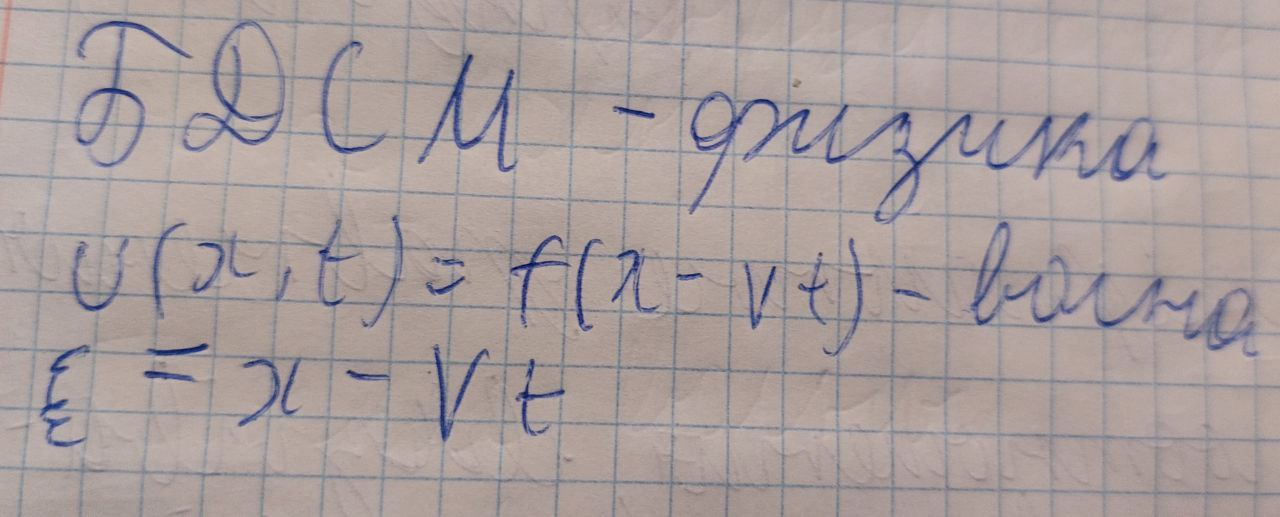 БДСМ - физика
u(x, t) = f(x - vt) - волна
ξ = x - Vt